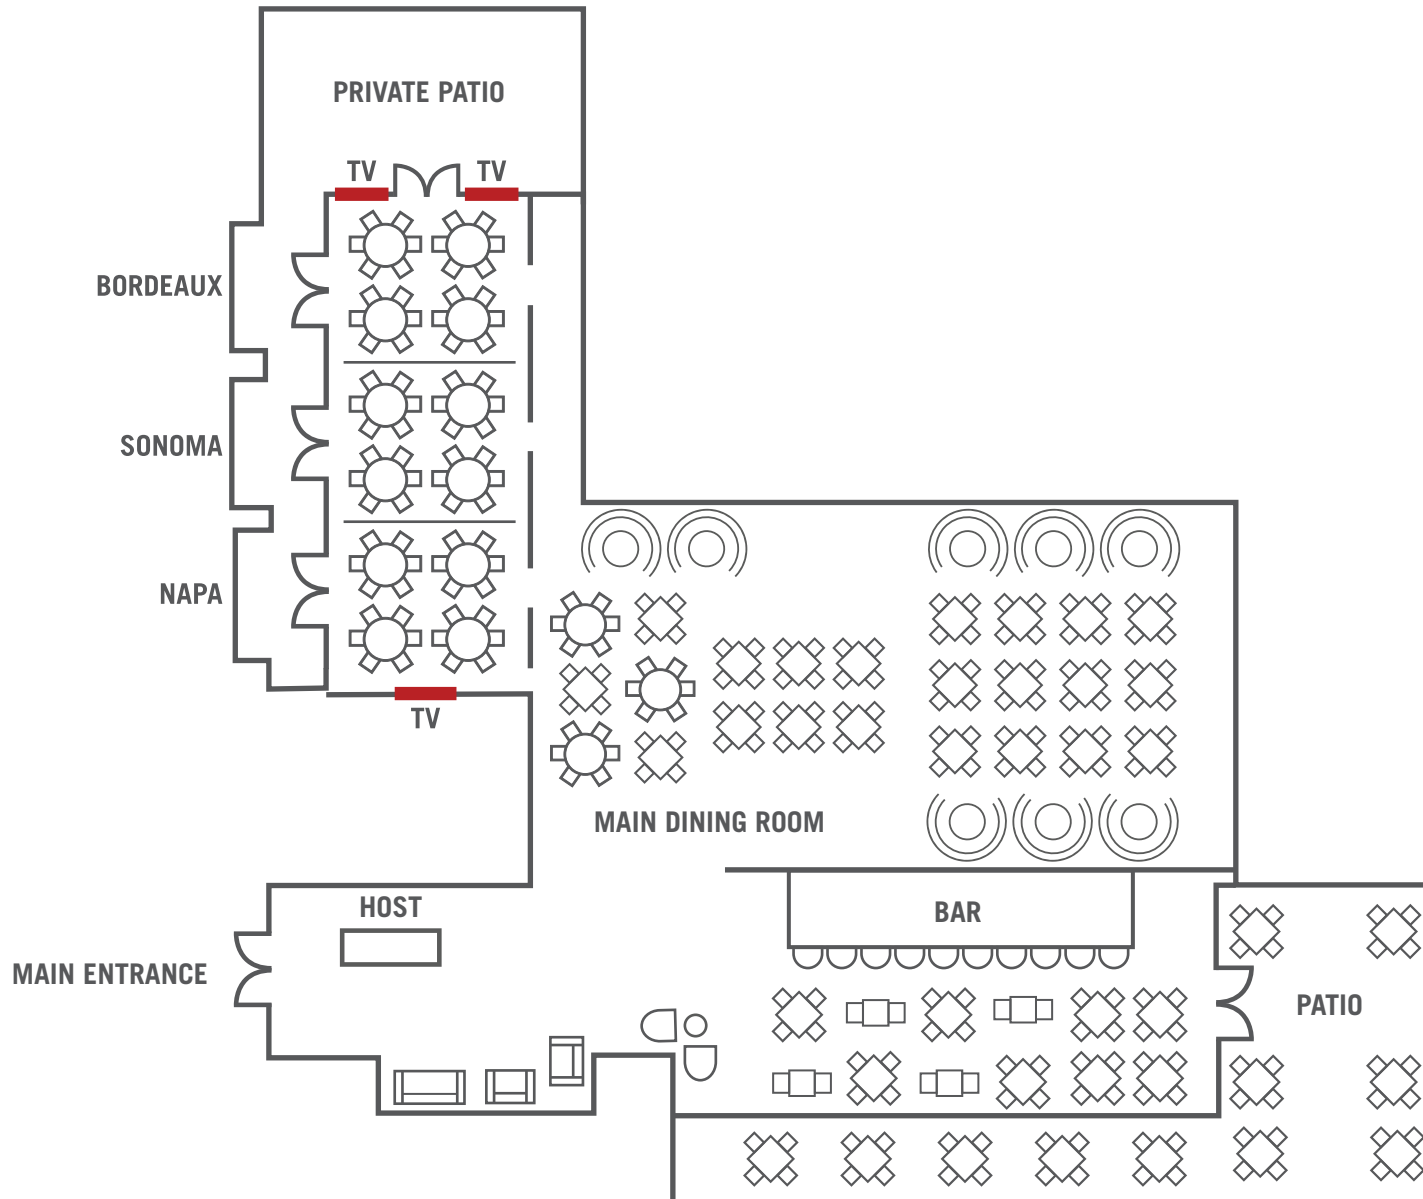 PRIVATE PATIO
TV
TV
BORDEAUX
SONOMA
NAPA
TV
MAIN DINING ROOM
HOST
BAR
MAIN ENTRANCE
PATIO